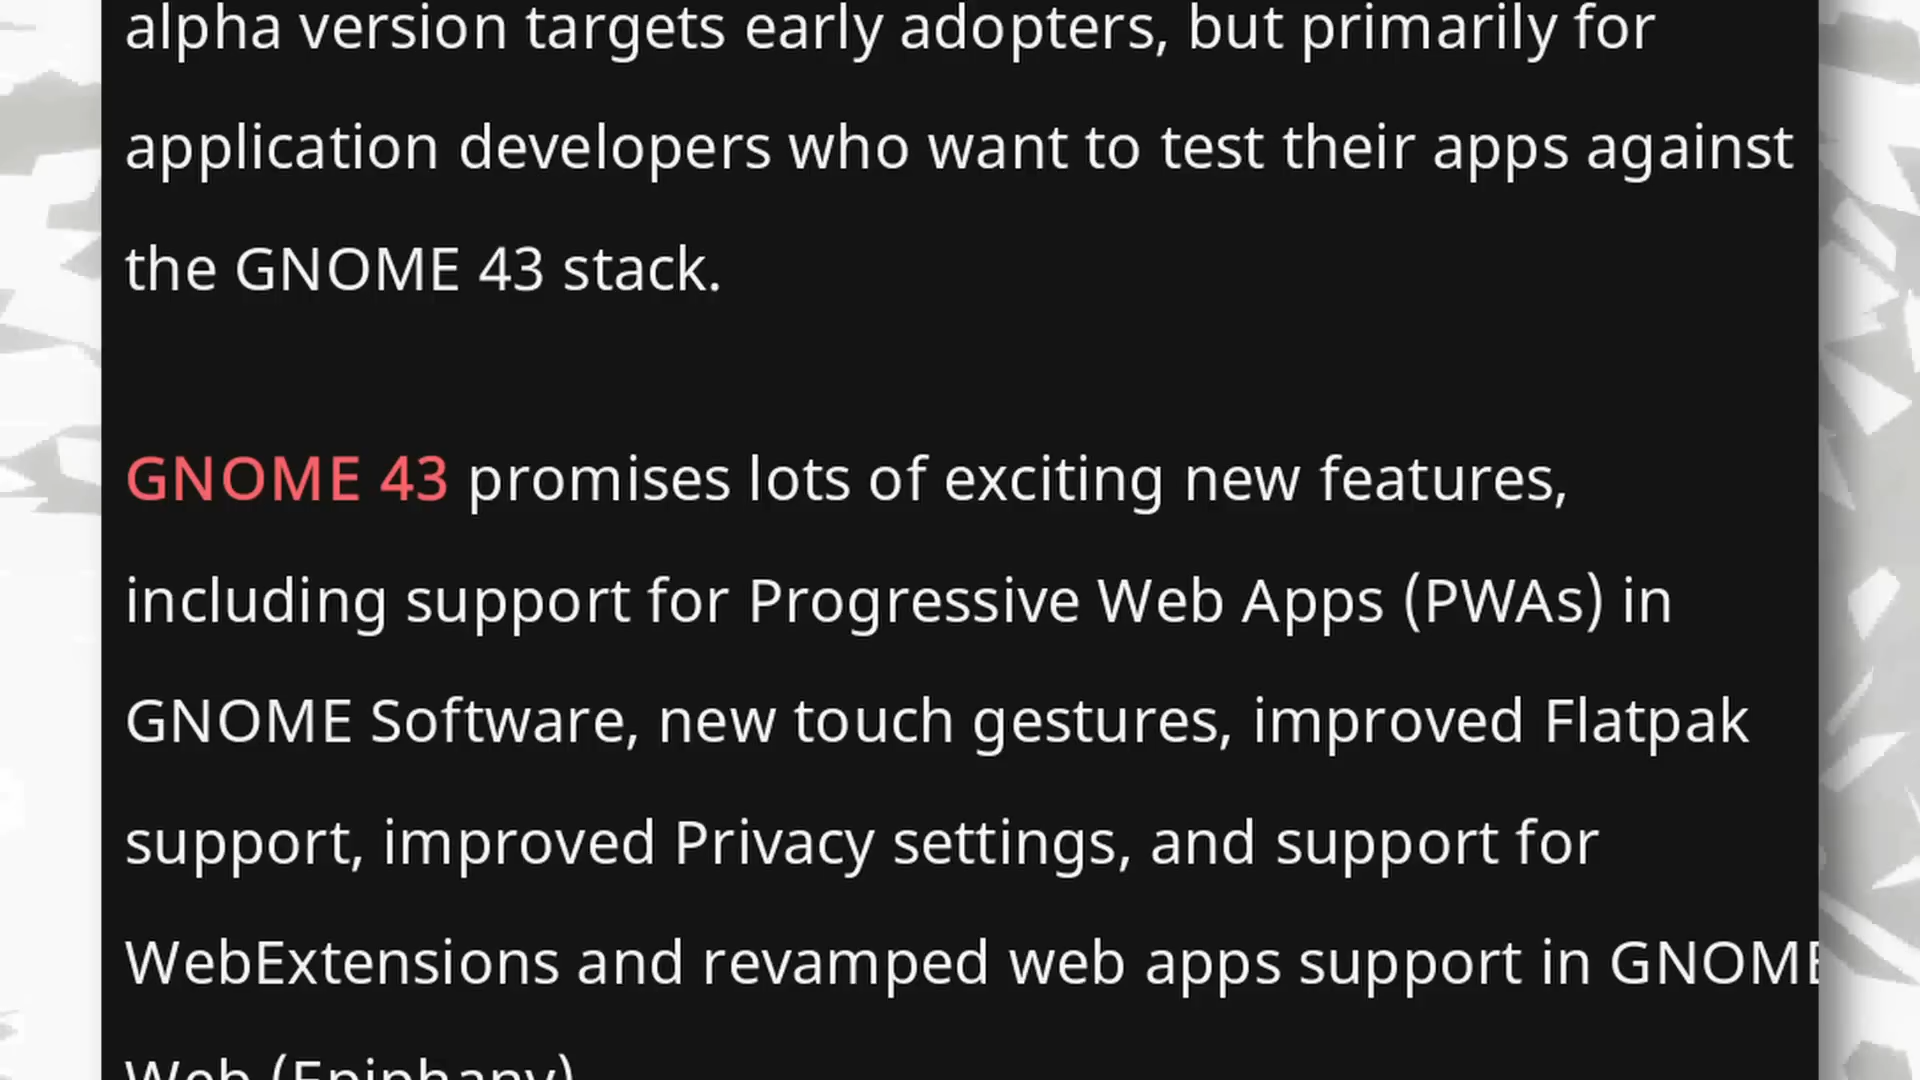 alpha version targets early adopters, but primarily for
application developers who want to test their apps against
the GNOME 43 stack.
GNOME 43 promises lots of exciting new features,
including support for Progressive Web Apps (PWAs) in
GNOME Software, new touch gestures, improved Flatpak
support, improved Privacy settings, and support for
WebExtensions and revamped web apps support in GNOME
Web (Epiphany)